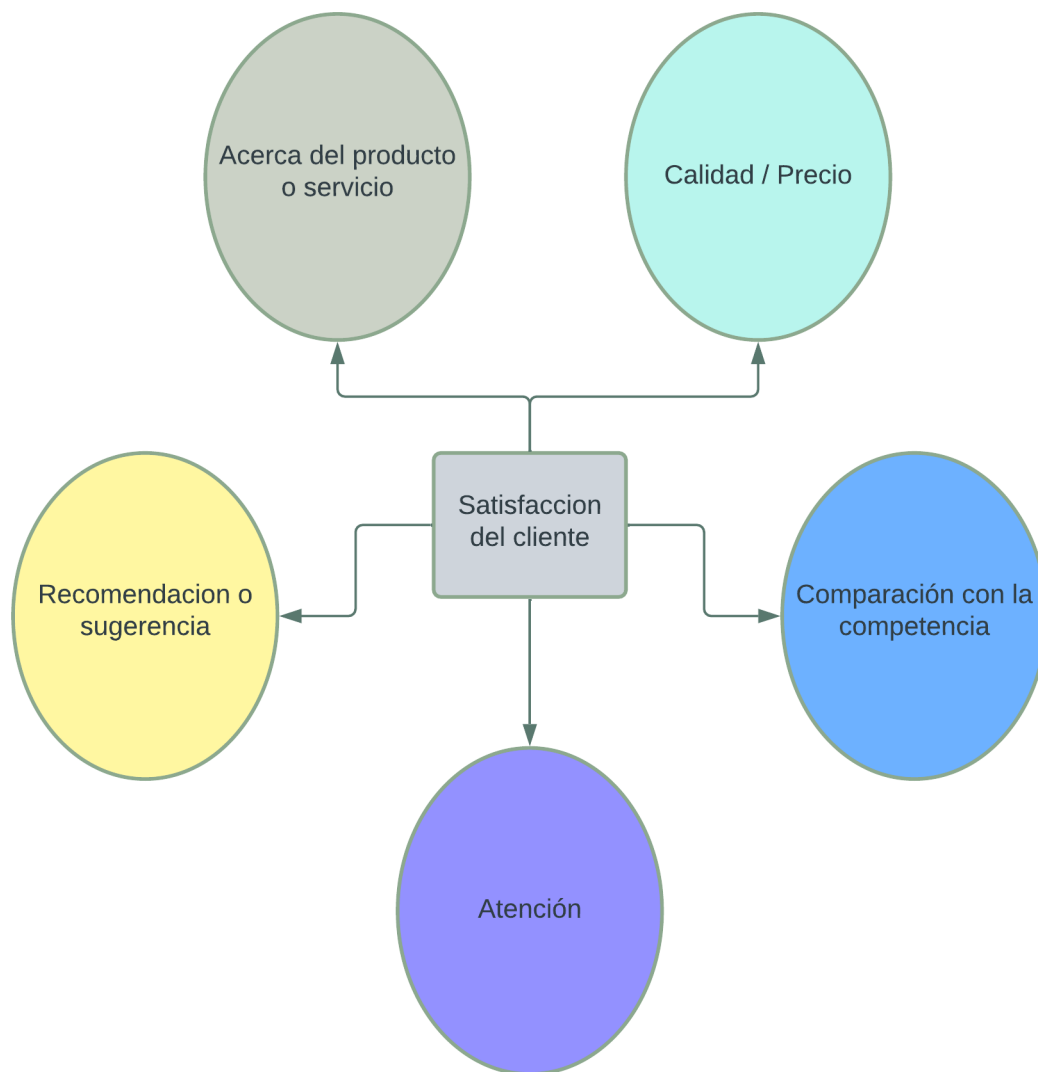 Acerca del producto
o servicio
Calidad / Precio
Satisfaccion
del cliente
Recomendacion o
sugerencia
Comparación con la
competencia
Atención